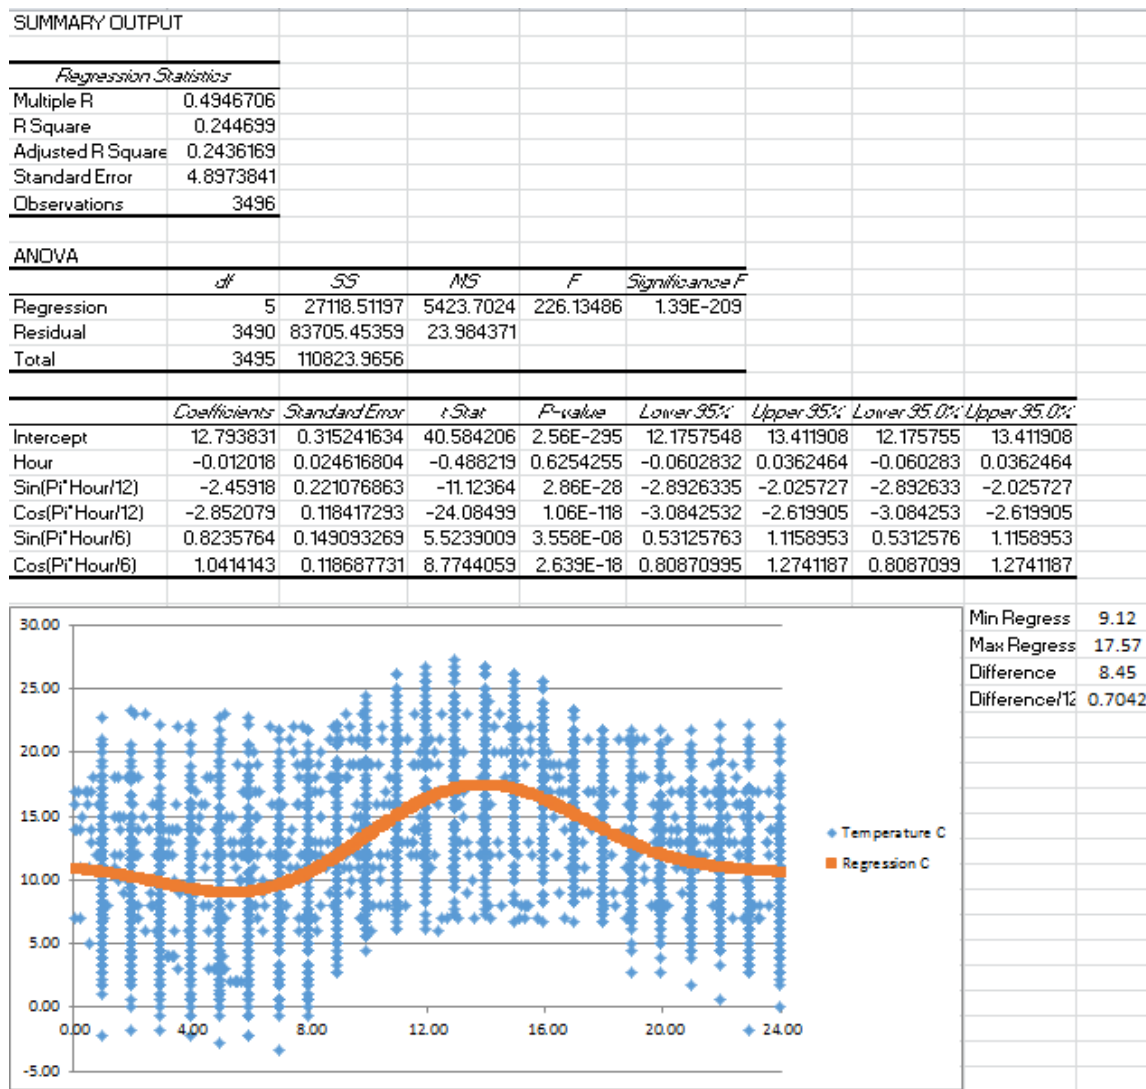 SUMMARY OUTPUT
Regression Statistics
Multiple R 0.4946706
R Square 0.244699
Adjusted R Square 0.2436169
Standard Error 4.8973841
Observations 3496
ANOVA
df SS MS F Significance F
Regression 5 27118.51197 5423.7024 226.13486 1.39E-209
Residual 3490 83705.45359 23.984371
Total 3495 110823.9656
Coefficients Standard Error t Stat P-value Lower 95% Upper 95% Lower 95.0% Upper 95.0%
Intercept 12.793831 0.315241634 40.584206 2.56E-295 12.1757548 13.411908 12.175755 13.411908
Hour -0.012018 0.024616804 -0.488219 0.6254255 -0.0602832 0.0362464 -0.060283 0.0362464
Sin(Pi*Hour/12) -2.45918 0.221076863 -11.12364 2.86E-28 -2.8926335 -2.025727 -2.892633 -2.025727
Cos(Pi*Hour/12) -2.852079 0.118417293 -24.08499 1.06E-118 -3.0842532 -2.619905 -3.084253 -2.619905
Sin(Pi*Hour/6) 0.8235764 0.149093269 5.5239009 3.558E-08 0.53125763 1.1158953 0.5312576 1.1158953
Cos(Pi*Hour/6) 1.0414143 0.118687731 8.7744059 2.639E-18 0.80870995 1.2741187 0.8087099 1.2741187
Min Regress 9.12
Max Regress 17.57
Difference 8.45
Difference/12 0.7042
30.00
25.00
20.00
15.00
10.00
5.00
0.00
-5.00
0.00 4.00 8.00 12.00 16.00 20.00 24.00
Temperature C
Regression C